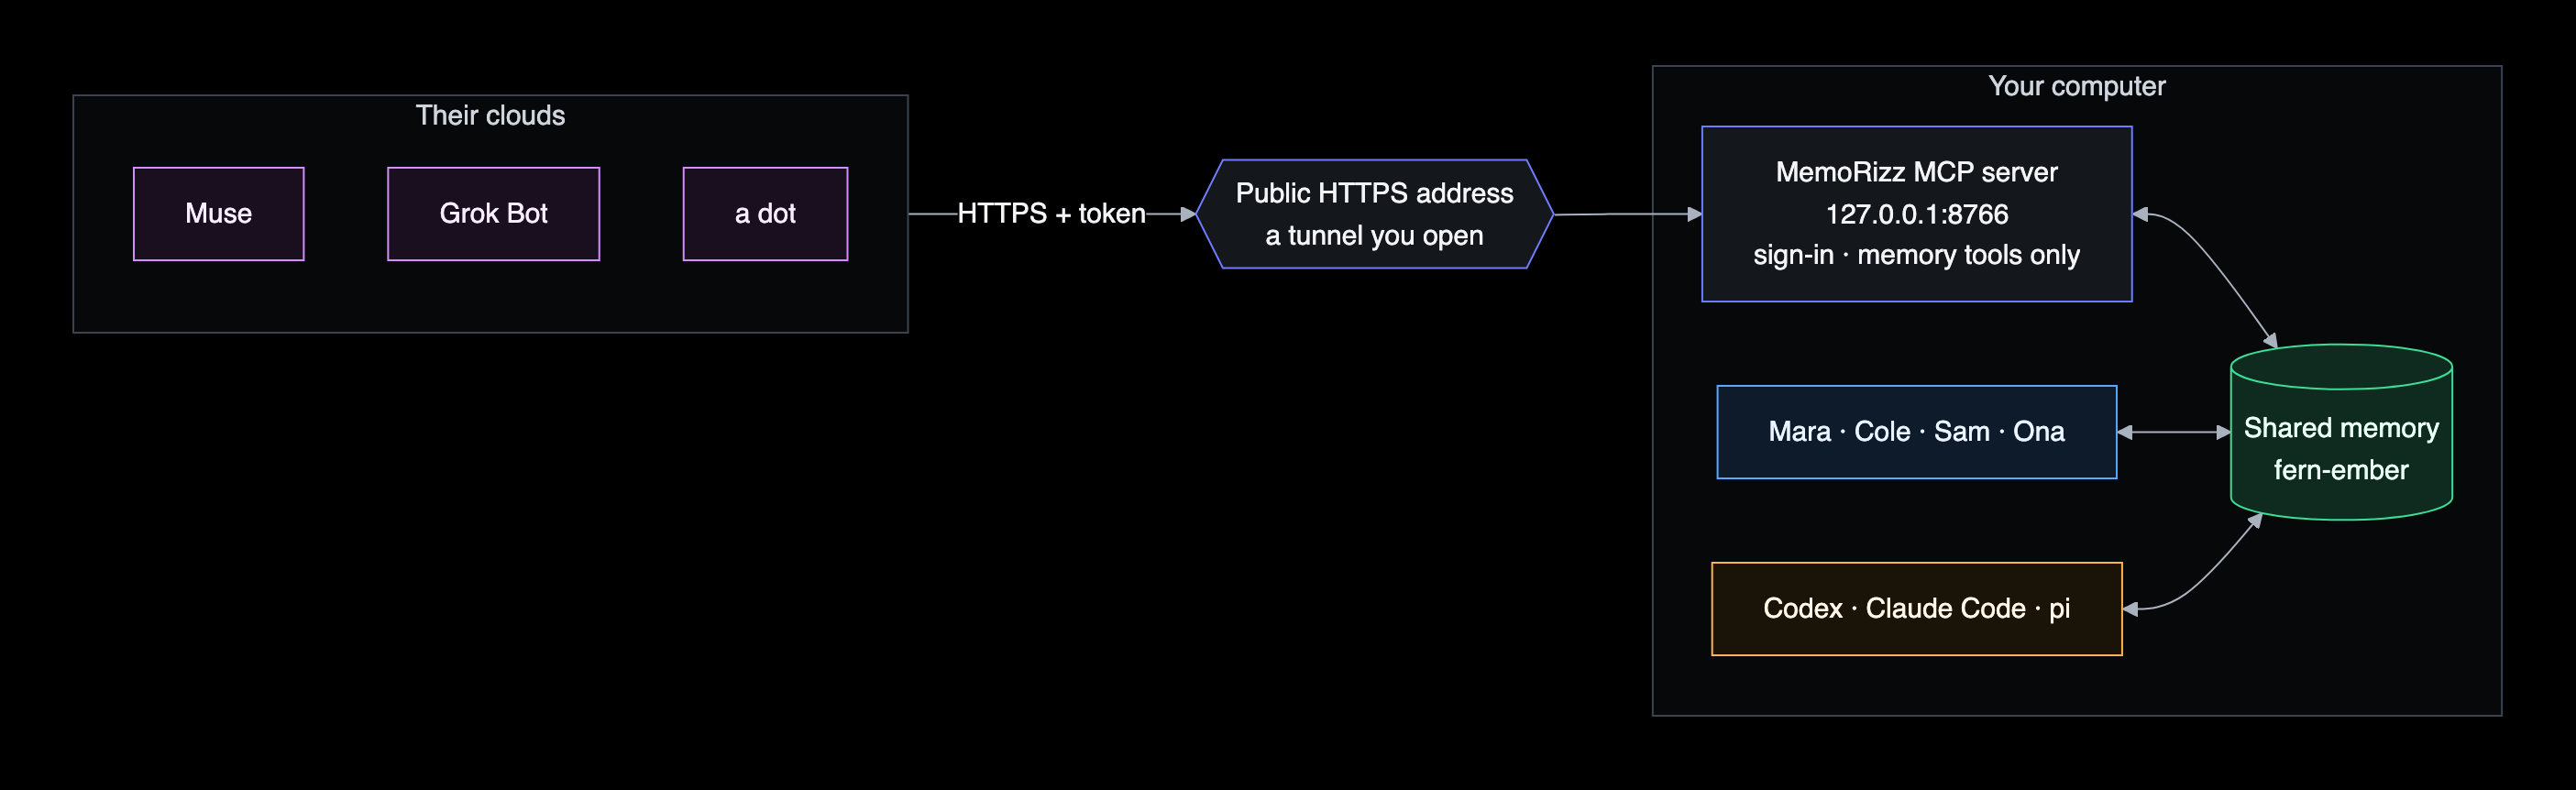 Their clouds
Muse
Grok Bot
a dot
HTTPS + token
Public HTTPS address
a tunnel you open
Your computer
MemoRizz MCP server
127.0.0.1:8766
sign-in · memory tools only
Mara · Cole · Sam · Ona
Shared memory
fern-ember
Codex · Claude Code · pi